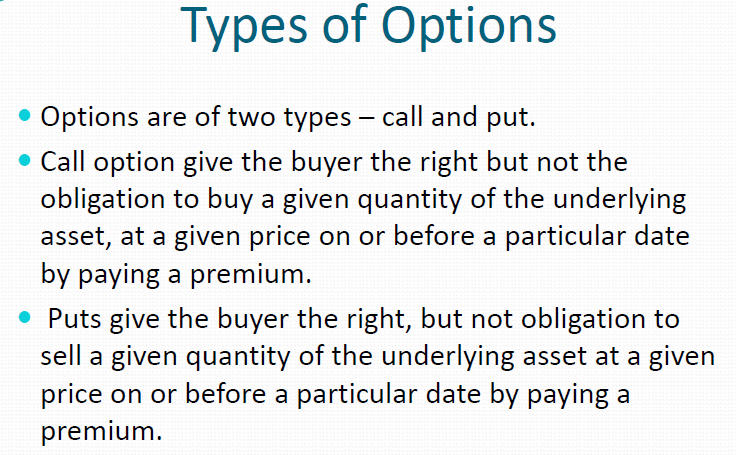 Types of Options
• Options are of two types – call and put.
• Call option give the buyer the right but not the
obligation to buy a given quantity of the underlying
asset, at a given price on or before a particular date
by paying a premium.
• Puts give the buyer the right, but not obligation to
sell a given quantity of the underlying asset at a given
price on or before a particular date by paying a
premium.